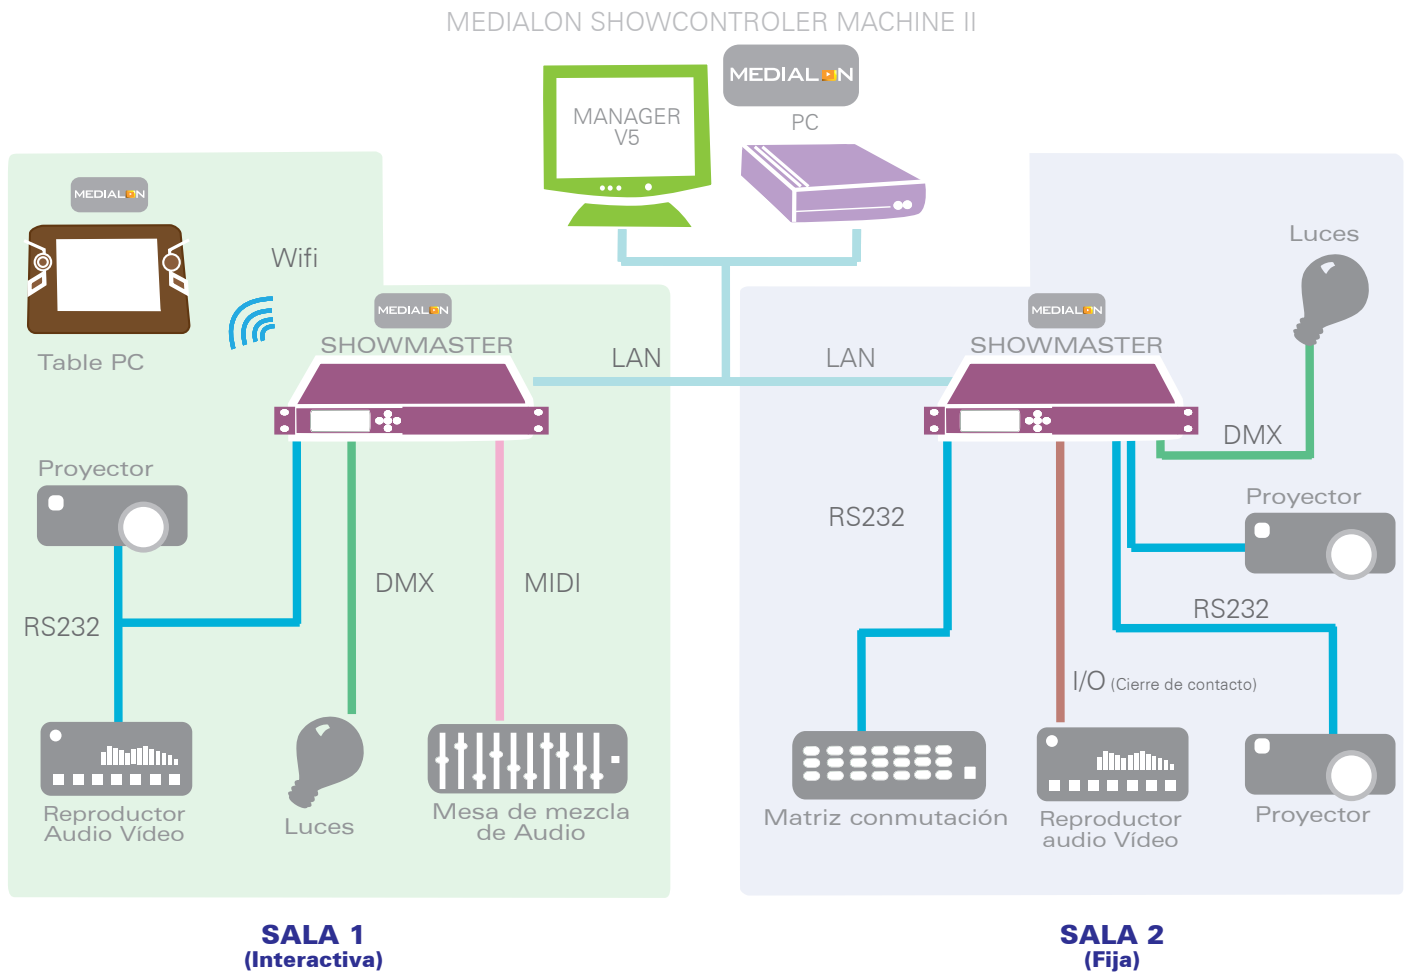 MEDIALON SHOWCONTROLER MACHINE II
MEDIALON
MANAGER
V5
PC
MEDIALON
Table PC
Wifi
MEDIALON
SHOWMASTER
LAN
Proyector
RS232
DMX
MIDI
Reproductor
Audio Vídeo
Luces
Mesa de mezcla
de Audio
SALA 1
(Interactiva)
LAN
MEDIALON
SHOWMASTER
Luces
DMX
Proyector
RS232
RS232
I/O (Cierre de contacto)
Matriz conmutación
Reproductor
audio Vídeo
Proyector
SALA 2
(Fija)